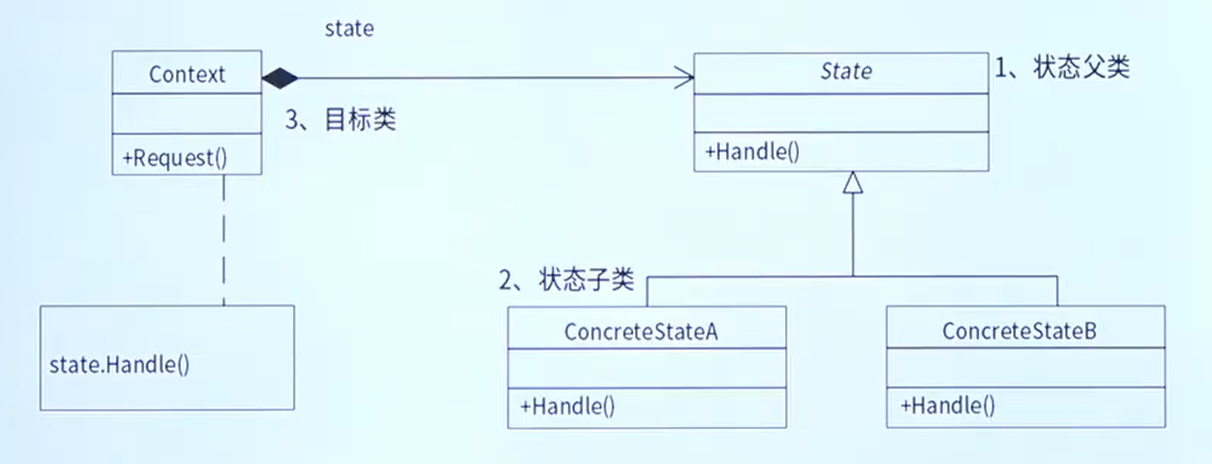 state
Context
State
1、状态父类
3、目标类
+Request()
+Handle()
2、状态子类
ConcreteStateA
ConcreteStateB
state.Handle()
+Handle()
+Handle()